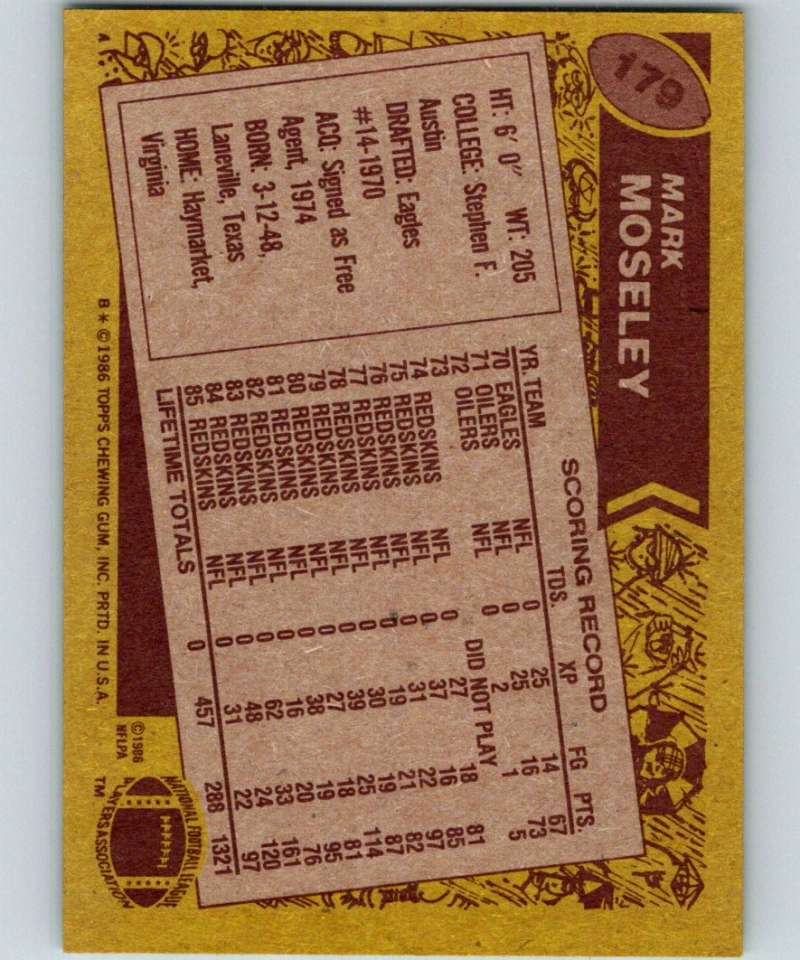 179
MARK
MOSELEY
HT: 6' 0" WT: 205
COLLEGE: Stephen F.
Austin
DRAFTED: Eagles
#14-1970
ACQ: Signed as Free
Agent, 1974
BORN: 3-12-48,
Laneville, Texas
HOME: Haymarket,
Virginia
SCORING RECORD
YR. TEAM TDS. XP FG PTS.
70 EAGLES NFL 0 25 14 67
71 OILERS NFL 0 25 16 73
72 OILERS NFL 0 2 1 5
73 DID NOT PLAY
74 REDSKINS NFL 0 27 18 81
75 REDSKINS NFL 0 37 16 85
76 REDSKINS NFL 0 31 22 97
77 REDSKINS NFL 0 19 21 82
78 REDSKINS NFL 0 30 19 87
79 REDSKINS NFL 0 39 25 114
80 REDSKINS NFL 0 27 18 81
81 REDSKINS NFL 0 38 19 95
82 REDSKINS NFL 0 16 20 76
83 REDSKINS NFL 0 62 33 161
84 REDSKINS NFL 0 48 24 120
85 REDSKINS NFL 0 31 22 97
LIFETIME TOTALS 0 457 288 1321
B * © 1986 TOPPS CHEWING GUM, INC. PRTD. IN U.S.A.
© 1986
NFLPA
NATIONAL FOOTBALL LEAGUE
PLAYERS ASSOCIATION
TM